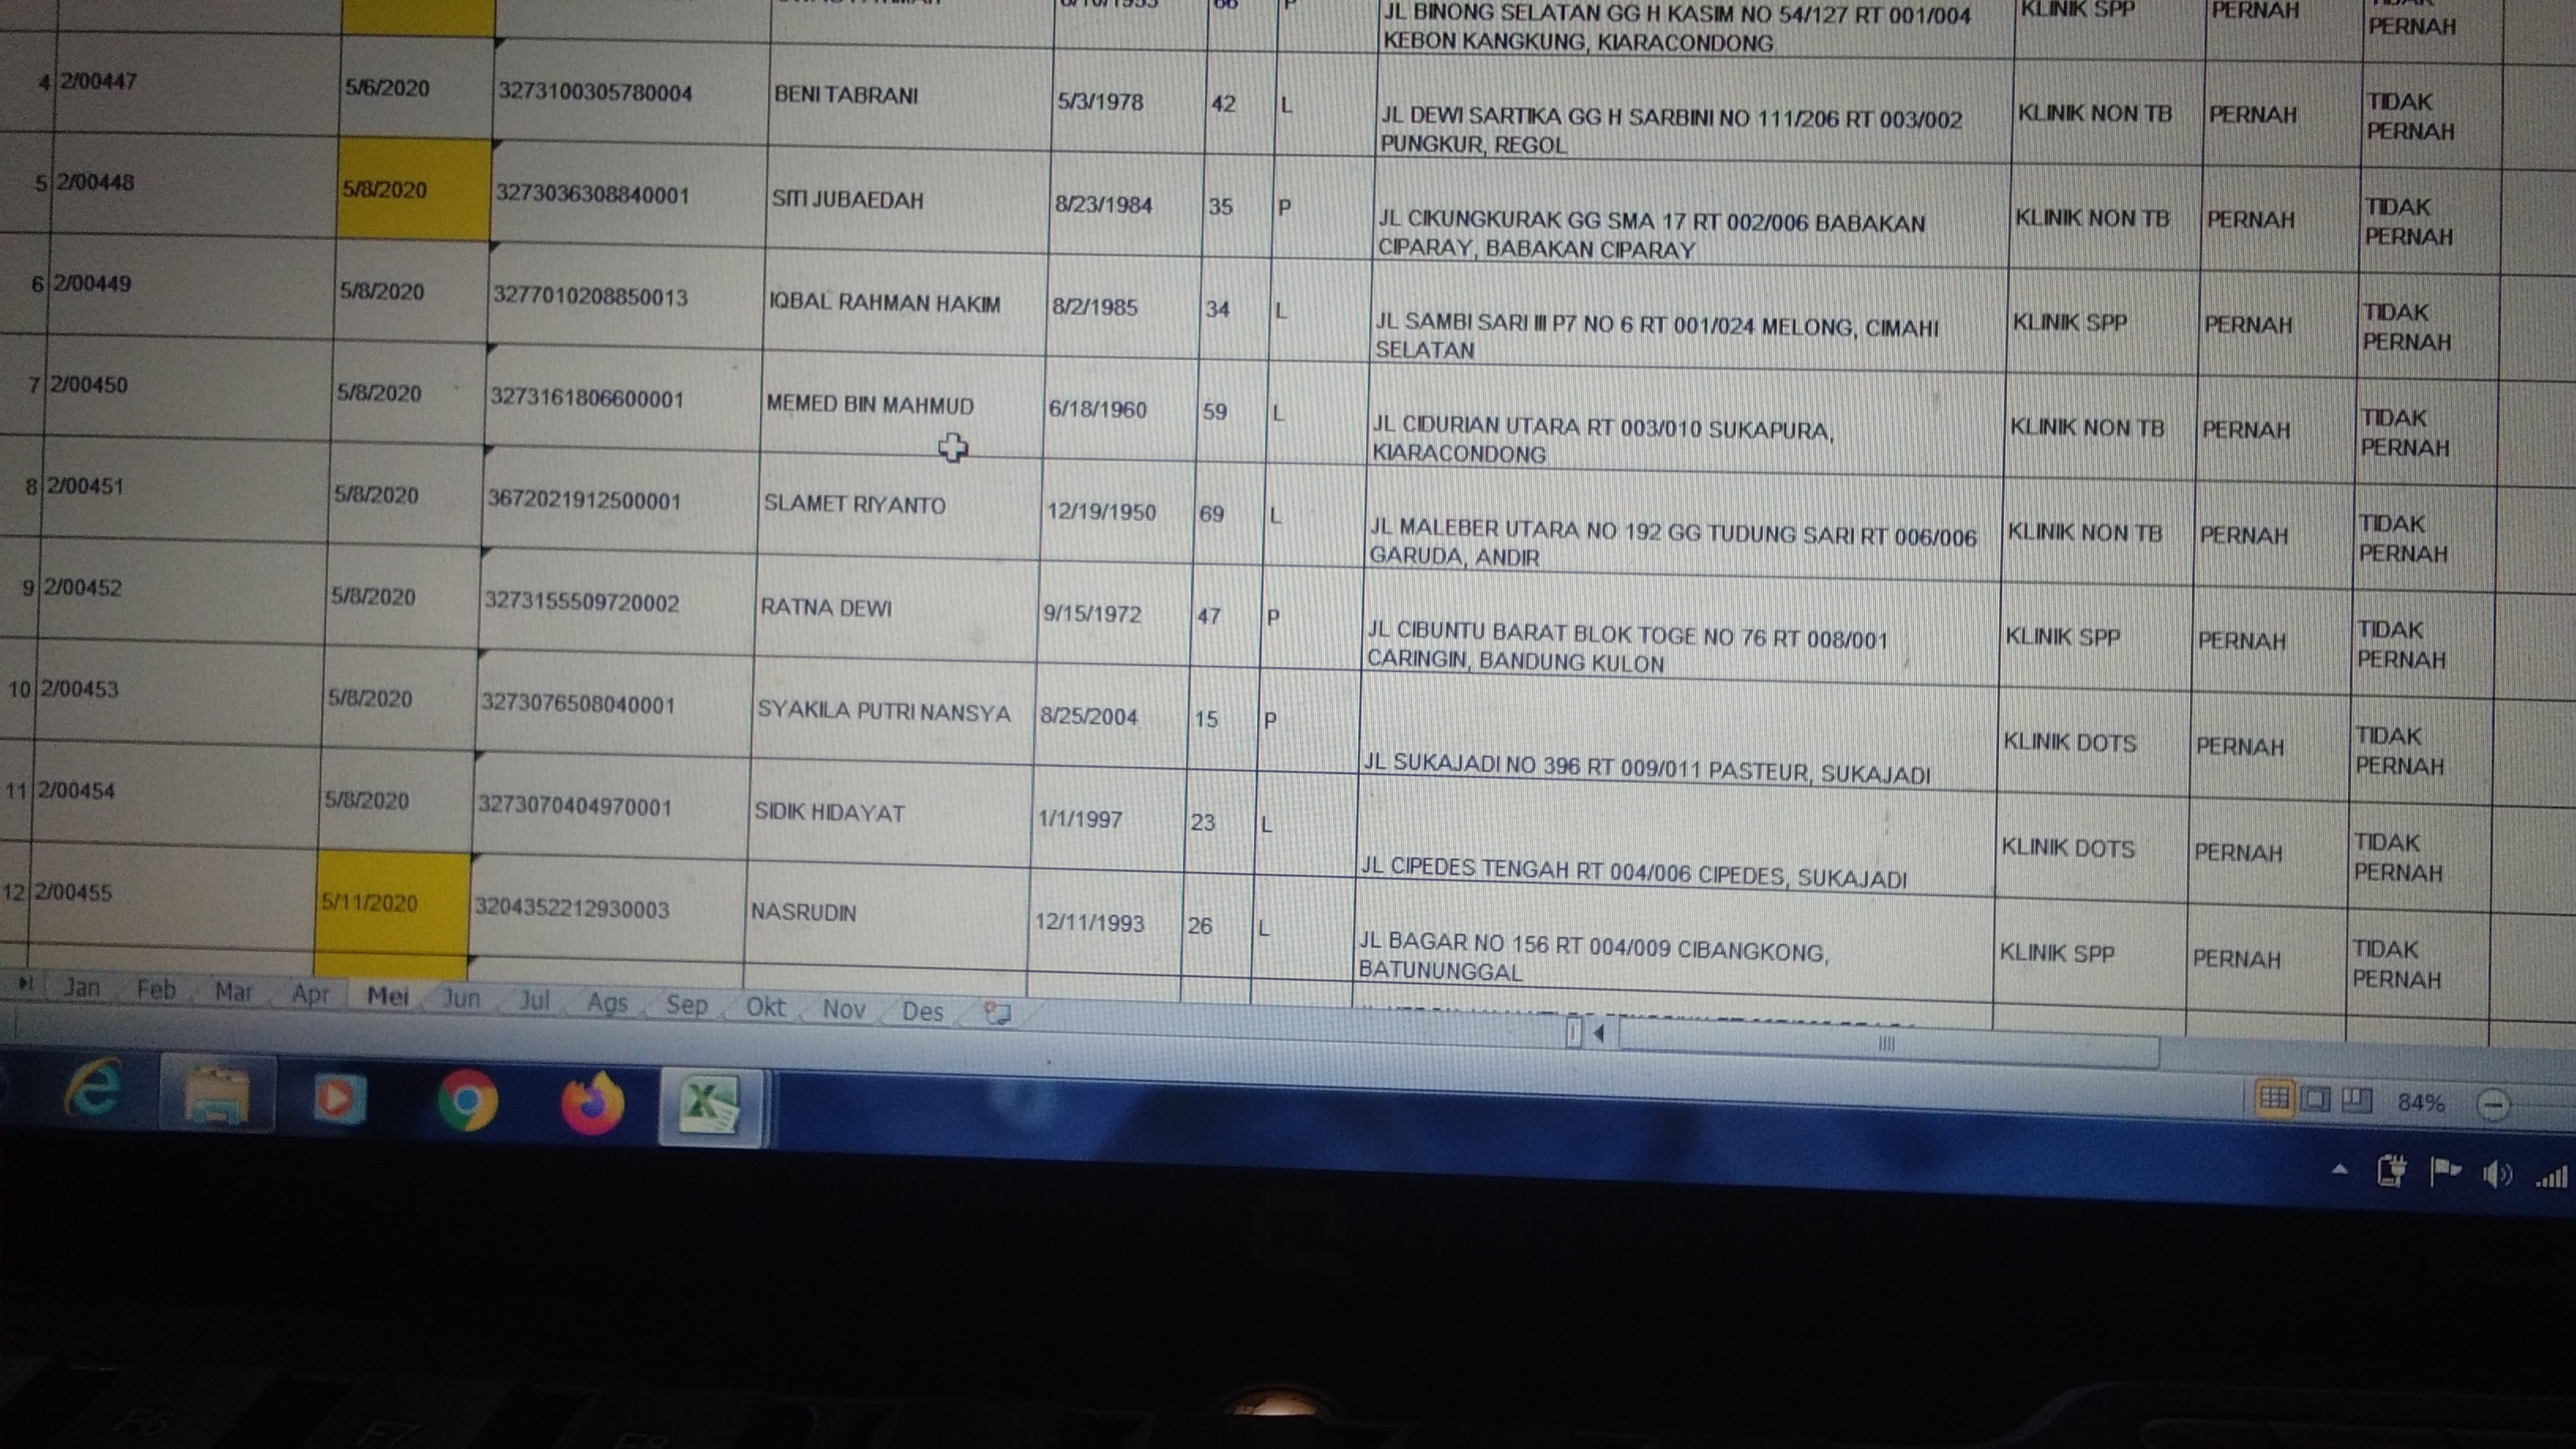 JL BINONG SELATAN GG H KASIM NO 54/127 RT 001/004 KLINIK SPP PERNAH
KEBON KANGKUNG, KIARACONDONG PERNAH
4 2/00447 5/6/2020 3273100305780004 BENI TABRANI 5/3/1978 42 L JL DEWI SARTIKA GG H SARBINI NO 111/206 RT 003/002 KLINIK NON TB PERNAH TIDAK
PUNGKUR, REGOL PERNAH
5 2/00448 5/8/2020 3273036308840001 SITI JUBAEDAH 8/23/1984 35 P JL CIKUNGKURAK GG SMA 17 RT 002/006 BABAKAN KLINIK NON TB PERNAH TIDAK
CIPARAY, BABAKAN CIPARAY PERNAH
6 2/00449 5/8/2020 3277010208850013 IQBAL RAHMAN HAKIM 8/2/1985 34 L JL SAMBI SARI III P7 NO 6 RT 001/024 MELONG, CIMAHI KLINIK SPP PERNAH TIDAK
SELATAN PERNAH
7 2/00450 5/8/2020 3273161806600001 MEMED BIN MAHMUD 6/18/1960 59 L JL CIDURIAN UTARA RT 003/010 SUKAPURA, KLINIK NON TB PERNAH TIDAK
KIARACONDONG PERNAH
8 2/00451 5/8/2020 3672021912500001 SLAMET RIYANTO 12/19/1950 69 L JL MALEBER UTARA NO 192 GG TUDUNG SARI RT 006/006 KLINIK NON TB PERNAH TIDAK
GARUDA, ANDIR PERNAH
9 2/00452 5/8/2020 3273155509720002 RATNA DEWI 9/15/1972 47 P JL CIBUNTU BARAT BLOK TOGE NO 76 RT 008/001 KLINIK SPP PERNAH TIDAK
CARINGIN, BANDUNG KULON PERNAH
10 2/00453 5/8/2020 3273076508040001 SYAKILA PUTRI NANSYA 8/25/2004 15 P JL SUKAJADI NO 396 RT 009/011 PASTEUR, SUKAJADI KLINIK DOTS PERNAH TIDAK
PERNAH
11 2/00454 5/8/2020 3273070404970001 SIDIK HIDAYAT 1/1/1997 23 L JL CIPEDES TENGAH RT 004/006 CIPEDES, SUKAJADI KLINIK DOTS PERNAH TIDAK
PERNAH
12 2/00455 5/11/2020 3204352212930003 NASRUDIN 12/11/1993 26 L JL BAGAR NO 156 RT 004/009 CIBANGKONG, KLINIK SPP PERNAH TIDAK
BATUNUNGGAL PERNAH
Jan Feb Mar Apr Mei Jun Jul Ags Sep Okt Nov Des
84%
F6 F7 F8